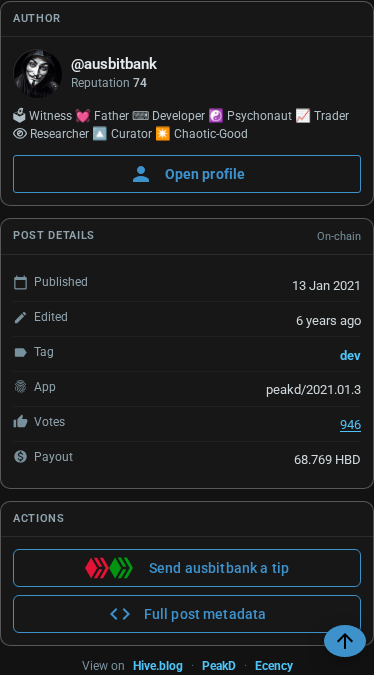 AUTHOR
@ausbitbank
Reputation 74
🗳️ Witness 💓 Father ⌨ Developer ☯️ Psychonaut 📈 Trader
👁 Researcher 🔼 Curator ✴️ Chaotic-Good
Open profile
POST DETAILS On-chain
Published 13 Jan 2021
Edited 6 years ago
Tag dev
App peakd/2021.01.3
Votes 946
Payout 68.769 HBD
ACTIONS
Send ausbitbank a tip
Full post metadata
View on Hive.blog · PeakD · Ecency